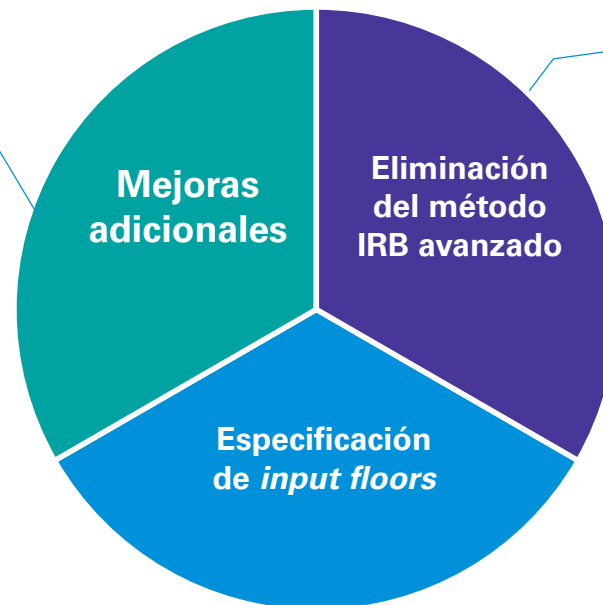 Mejoras
adicionales
Eliminación
del método
IRB avanzado
Especificación
de input floors